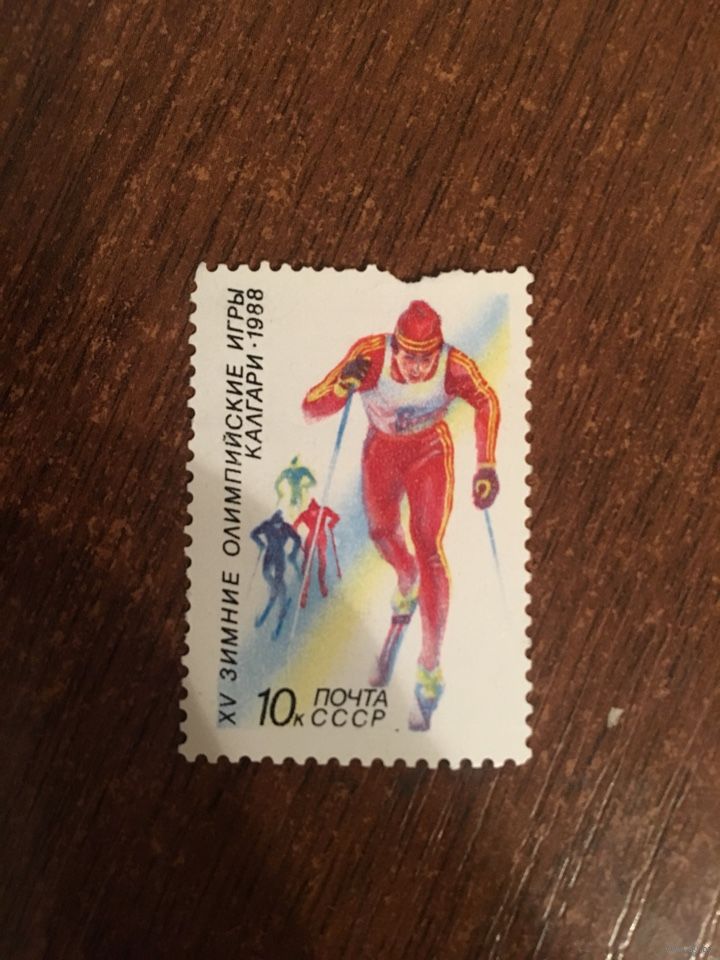 XV ЗИМНИЕ ОЛИМПИЙСКИЕ ИГРЫ
КАЛГАРИ · 1988
10к ПОЧТА
СССР